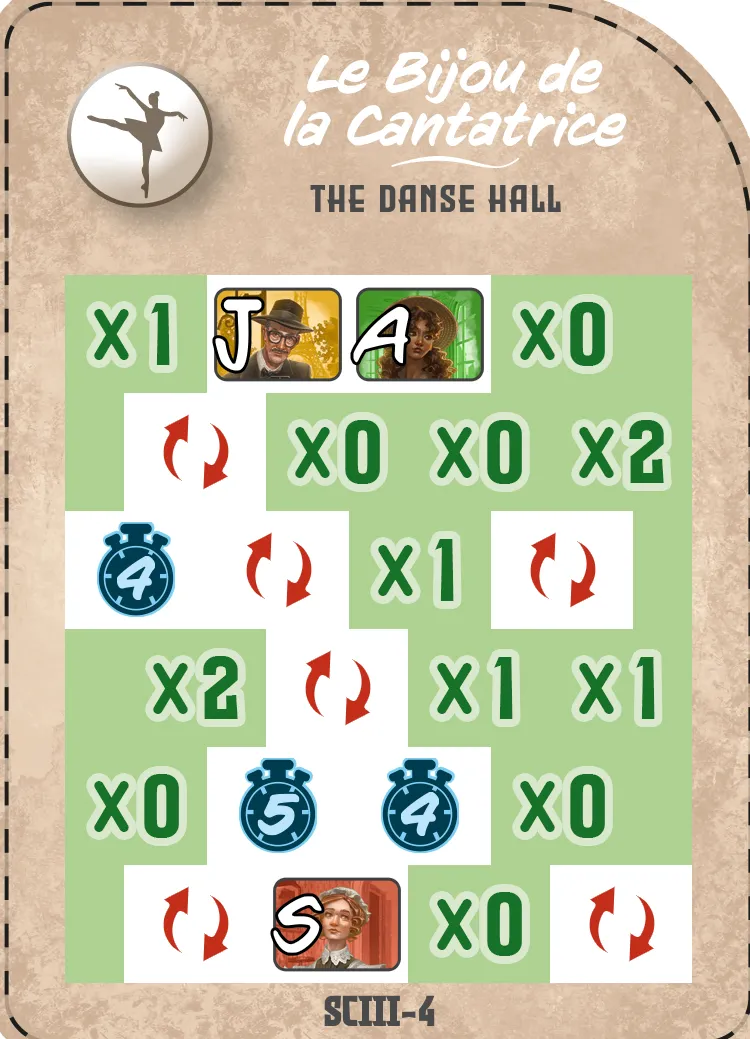 Le Bijou de
la Cantatrice
THE DANSE HALL
x1 J A x0
x0 x0 x2
4 x1
x2 x1 x1
x0 5 4 x0
S x0
SCIII-4